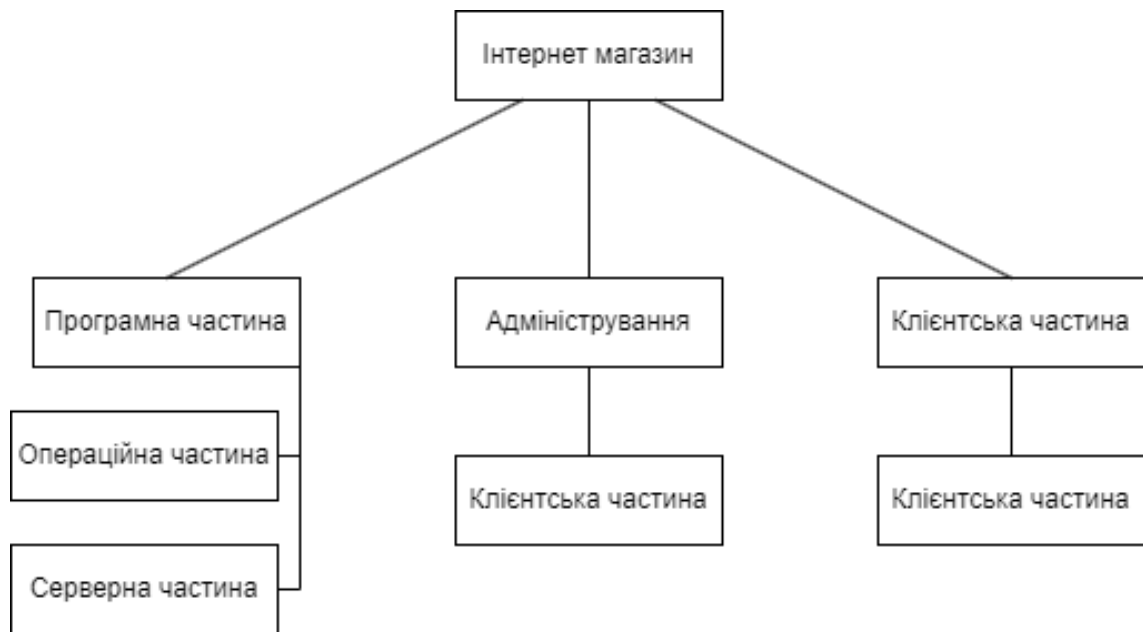 Інтернет магазин
Програмна частина
Адміністрування
Клієнтська частина
Операційна частина
Клієнтська частина
Клієнтська частина
Серверна частина